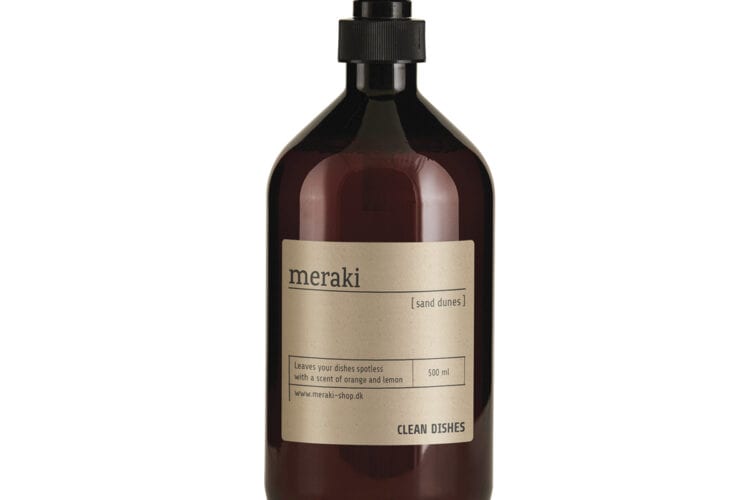 meraki
[ sand dunes ]
Leaves your dishes spotless
with a scent of orange and lemon
500 ml
www.meraki-shop.dk
CLEAN DISHES